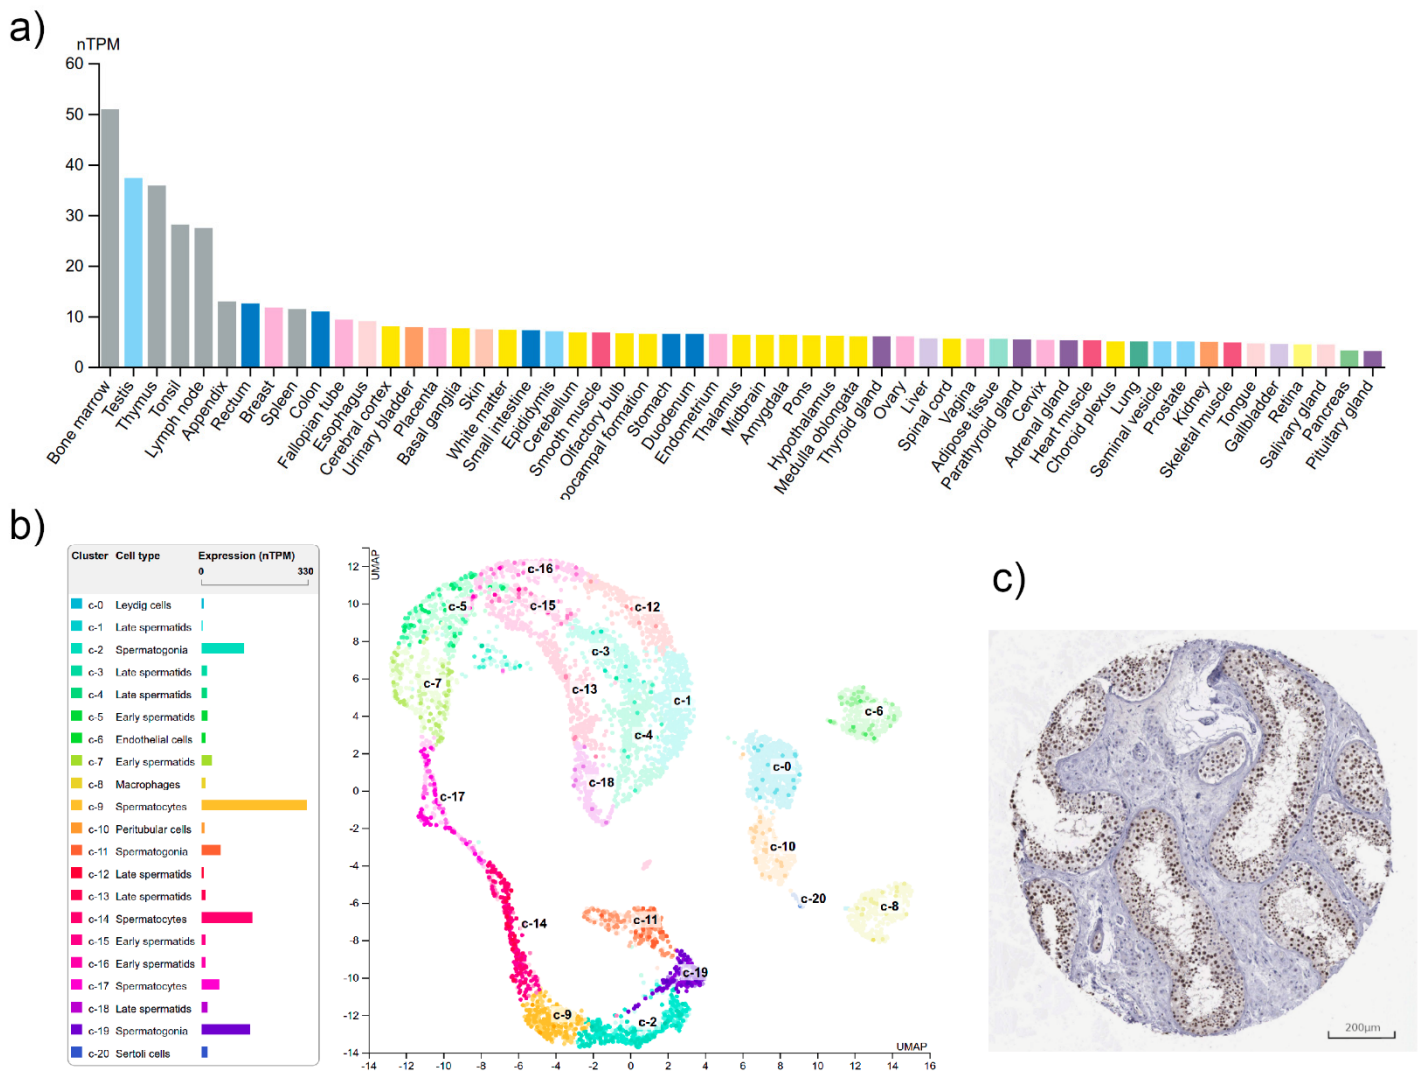 a)
nTPM
60
50
40
30
20
10
0
Bone marrow
Testis
Thymus
Tonsil
Lymph node
Appendix
Rectum
Breast
Spleen
Colon
Fallopian tube
Esophagus
Cerebral cortex
Urinary bladder
Placenta
Basal ganglia
Skin
White matter
Small intestine
Epididymis
Cerebellum
Smooth muscle
Olfactory bulb
pocampal formation
Stomach
Duodenum
Endometrium
Thalamus
Midbrain
Amygdala
Pons
Hypothalamus
Medulla oblongata
Thyroid gland
Ovary
Liver
Spinal cord
Vagina
Adipose tissue
Parathyroid gland
Cervix
Adrenal gland
Heart muscle
Choroid plexus
Lung
Seminal vesicle
Prostate
Kidney
Skeletal muscle
Tongue
Gallbladder
Retina
Salivary gland
Pancreas
Pituitary gland
b)
Cluster Cell type Expression (nTPM)
0 330
c-0 Leydig cells
c-1 Late spermatids
c-2 Spermatogonia
c-3 Late spermatids
c-4 Late spermatids
c-5 Early spermatids
c-6 Endothelial cells
c-7 Early spermatids
c-8 Macrophages
c-9 Spermatocytes
c-10 Peritubular cells
c-11 Spermatogonia
c-12 Late spermatids
c-13 Late spermatids
c-14 Spermatocytes
c-15 Early spermatids
c-16 Early spermatids
c-17 Spermatocytes
c-18 Late spermatids
c-19 Spermatogonia
c-20 Sertoli cells
UMAP
12
10
8
6
4
2
0
-2
-4
-6
-8
-10
-12
-14
c-16
c-5
c-15
c-12
c-3
c-7
c-13
c-1
c-4
c-6
c-0
c-18
c-17
c-10
c-20
c-8
c-11
c-14
c-19
c-9
c-2
UMAP
-14 -12 -10 -8 -6 -4 -2 0 2 4 6 8 10 12 14 16
c)
200µm